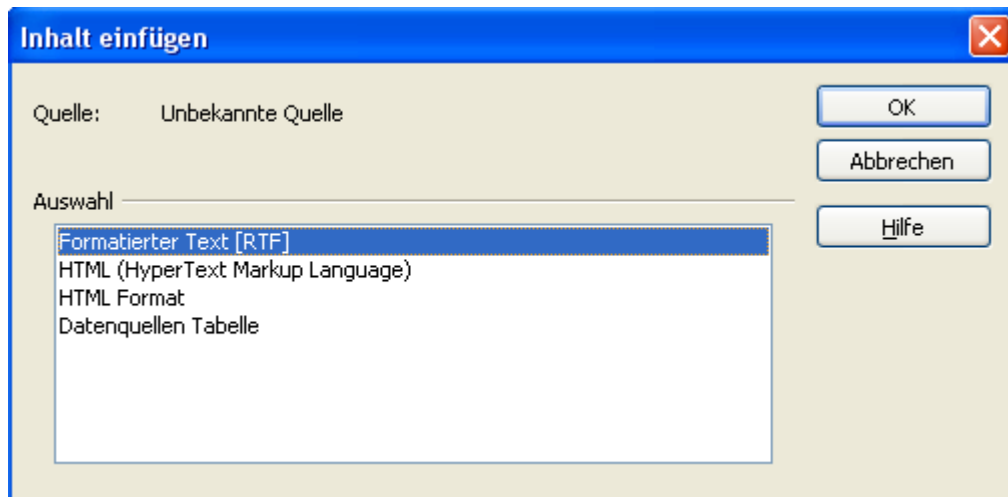 Inhalt einfügen
Quelle: Unbekannte Quelle
OK
Abbrechen
Hilfe
Auswahl
Formatierter Text [RTF]
HTML (HyperText Markup Language)
HTML Format
Datenquellen Tabelle